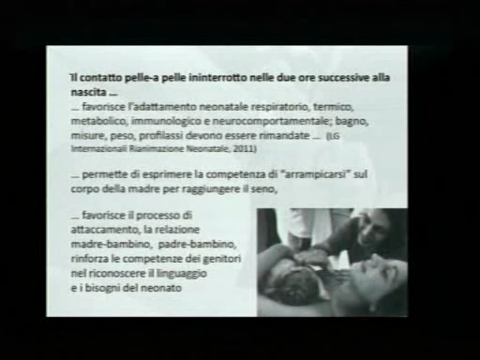 Il contatto pelle-a pelle ininterrotto nelle due ore successive alla
nascita ...
... favorisce l'adattamento neonatale respiratorio, termico,
metabolico, immunologico e neurocomportamentale; bagno,
misure, peso, profilassi devono essere rimandate ... (LG
Internazionali Rianimazione Neonatale, 2011)
... permette di esprimere la competenza di "arrampicarsi" sul
corpo della madre per raggiungere il seno,
... favorisce il processo di
attaccamento, la relazione
madre-bambino, padre-bambino,
rinforza le competenze dei genitori
nel riconoscere il linguaggio
e i bisogni del neonato